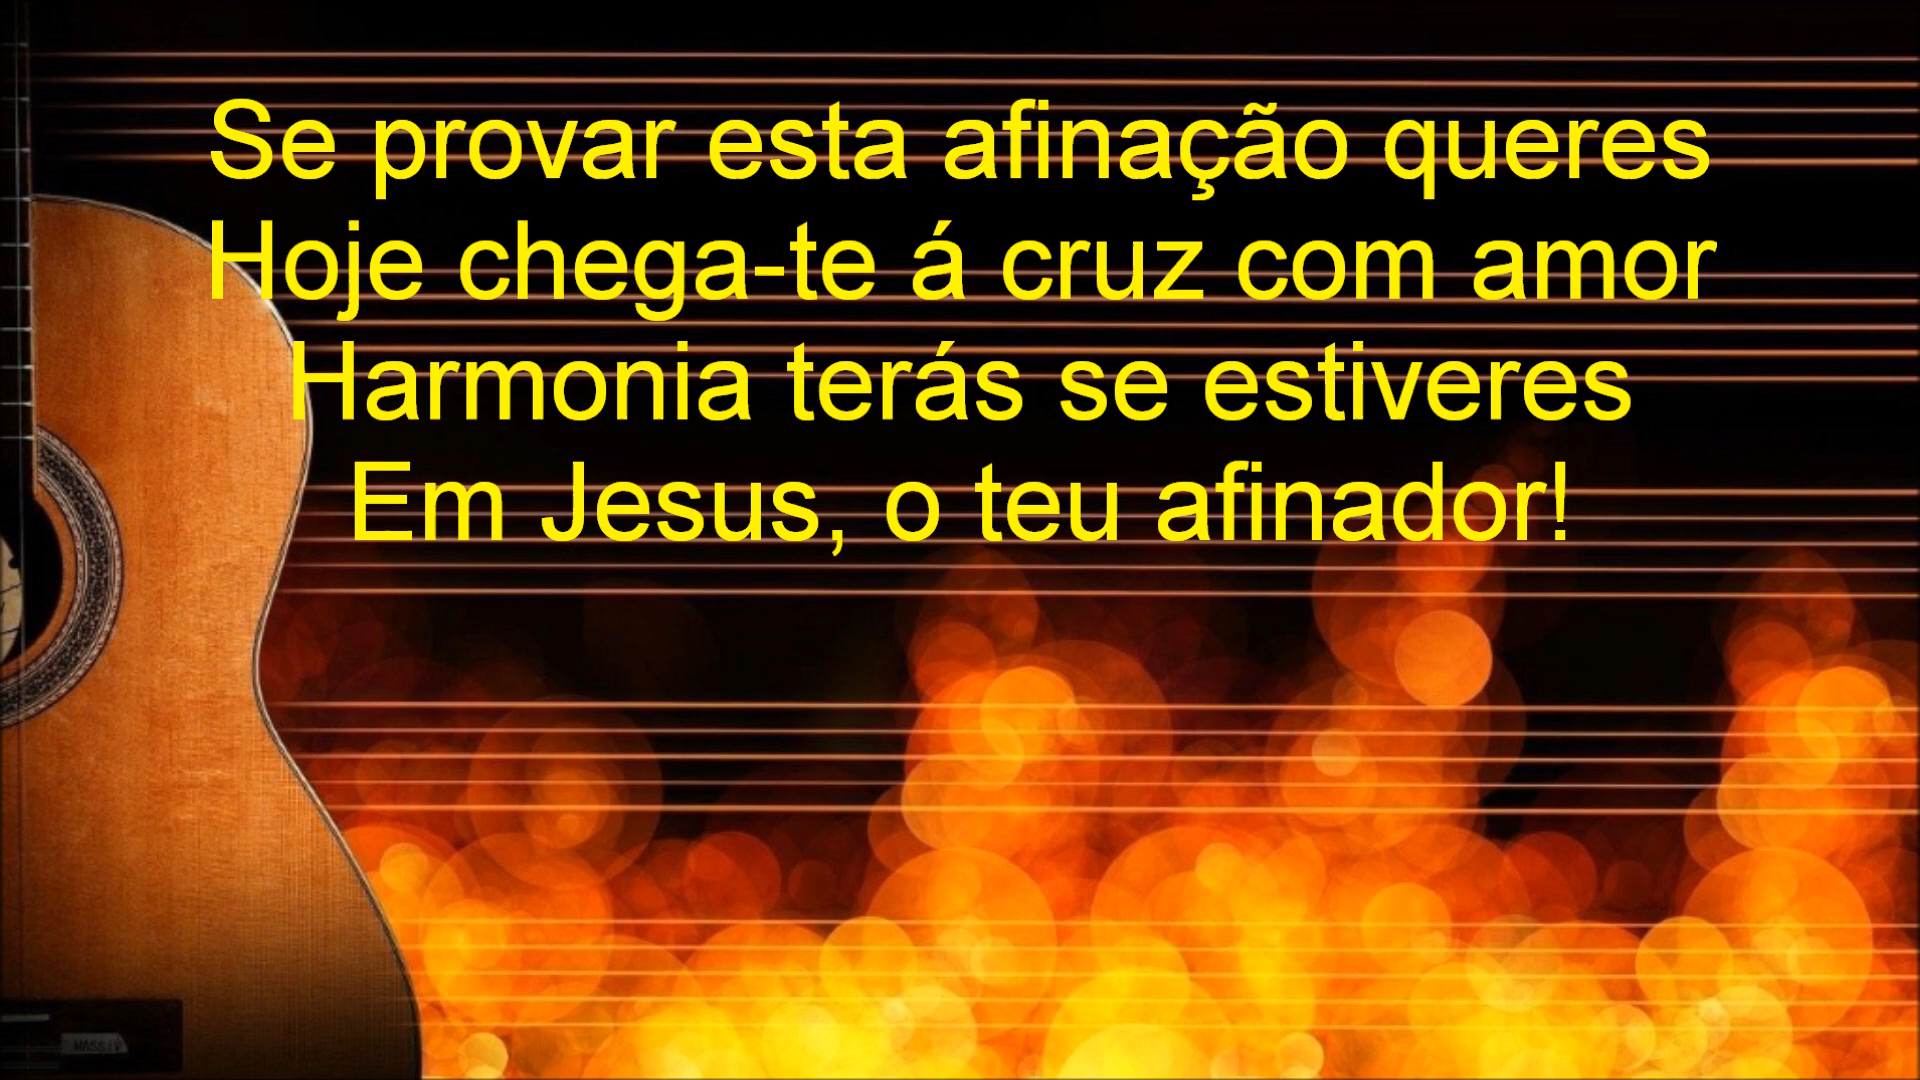 Se provar esta afinação queres
Hoje chega-te á cruz com amor
Harmonia terás se estiveres
Em Jesus, o teu afinador!